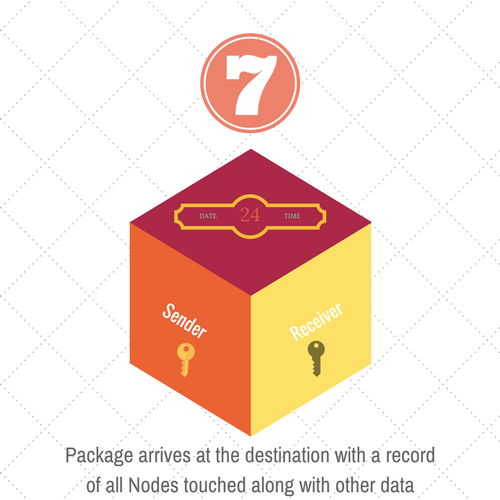 7
DATE 24 TIME
Sender
Receiver
Package arrives at the destination with a record
of all Nodes touched along with other data